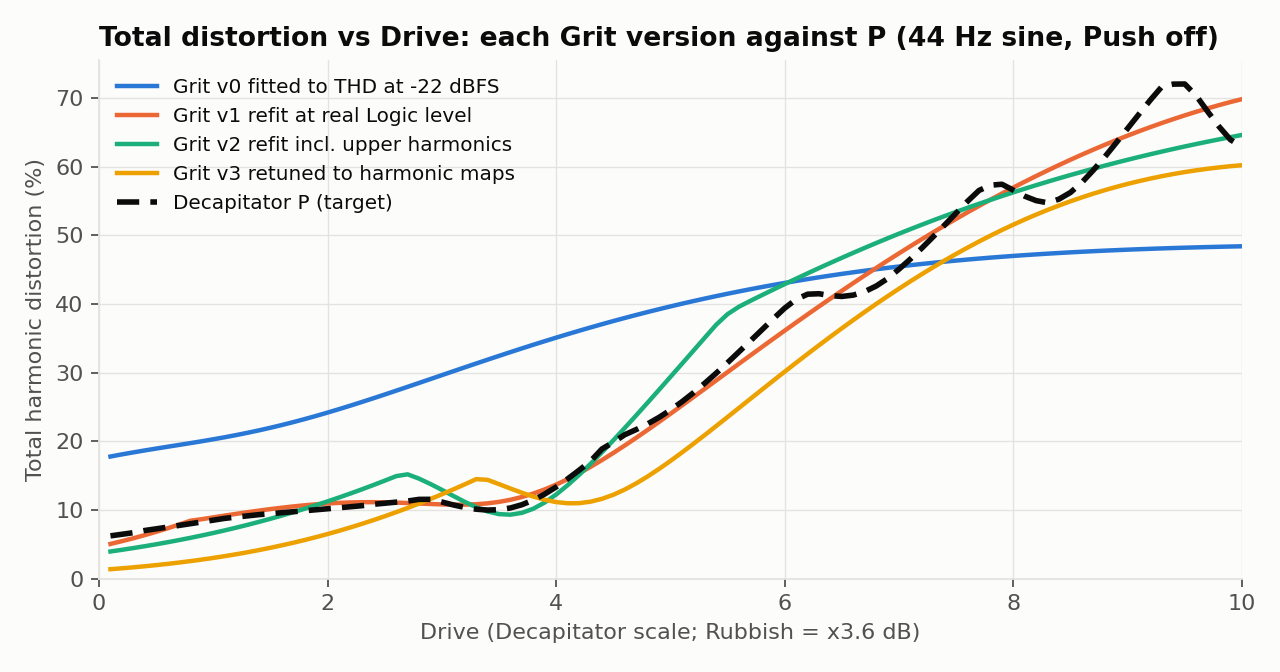 Total distortion vs Drive: each Grit version against P (44 Hz sine, Push off)
Total harmonic distortion (%)
70
60
50
40
30
20
10
0
Grit v0 fitted to THD at -22 dBFS
Grit v1 refit at real Logic level
Grit v2 refit incl. upper harmonics
Grit v3 retuned to harmonic maps
Decapitator P (target)
0 2 4 6 8 10
Drive (Decapitator scale; Rubbish = x3.6 dB)